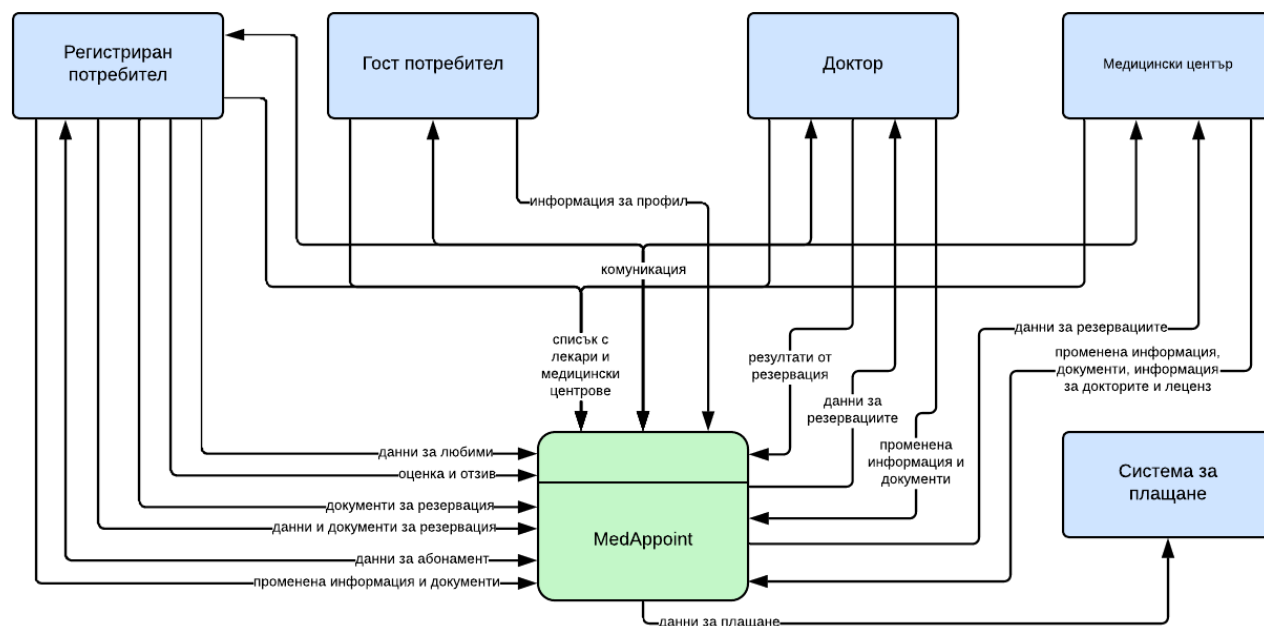 Регистриран
потребител
Гост потребител
Доктор
Медицински център
информация за профил
комуникация
списък с
лекари и
медицински
центрове
резултати от
резервация
данни за
резервациите
данни за резервациите
променена информация,
документи, информация
за докторите и леценз
променена
информация и
документи
данни за любими
оценка и отзив
документи за резервация
данни и документи за резервация
данни за абонамент
променена информация и документи
MedAppoint
Система за
плащане
данни за плащане